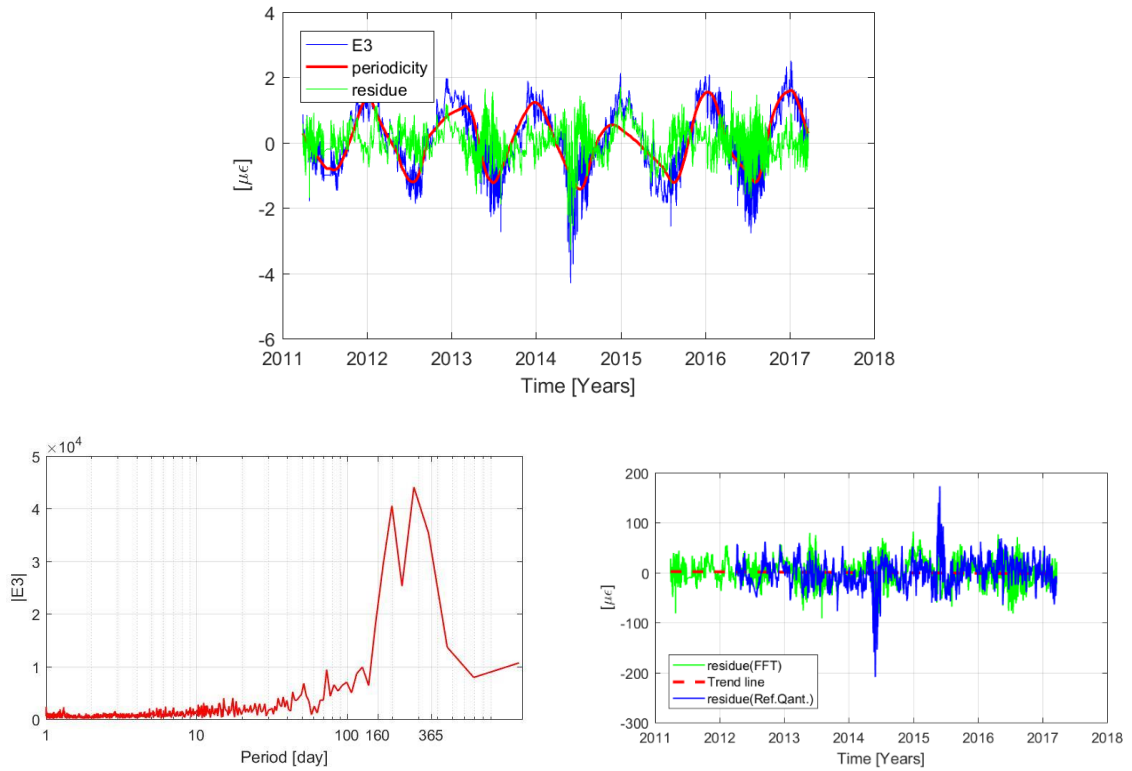 4
2
0
-2
-4
-6
[με]
E3
periodicity
residue
2011 2012 2013 2014 2015 2016 2017 2018
Time [Years]
×10⁴
5
4
3
2
1
0
|E3|
1 10 100 160 365
Period [day]
200
100
0
-100
-200
-300
[με]
residue(FFT)
Trend line
residue(Ref.Qant.)
2011 2012 2013 2014 2015 2016 2017 2018
Time [Years]